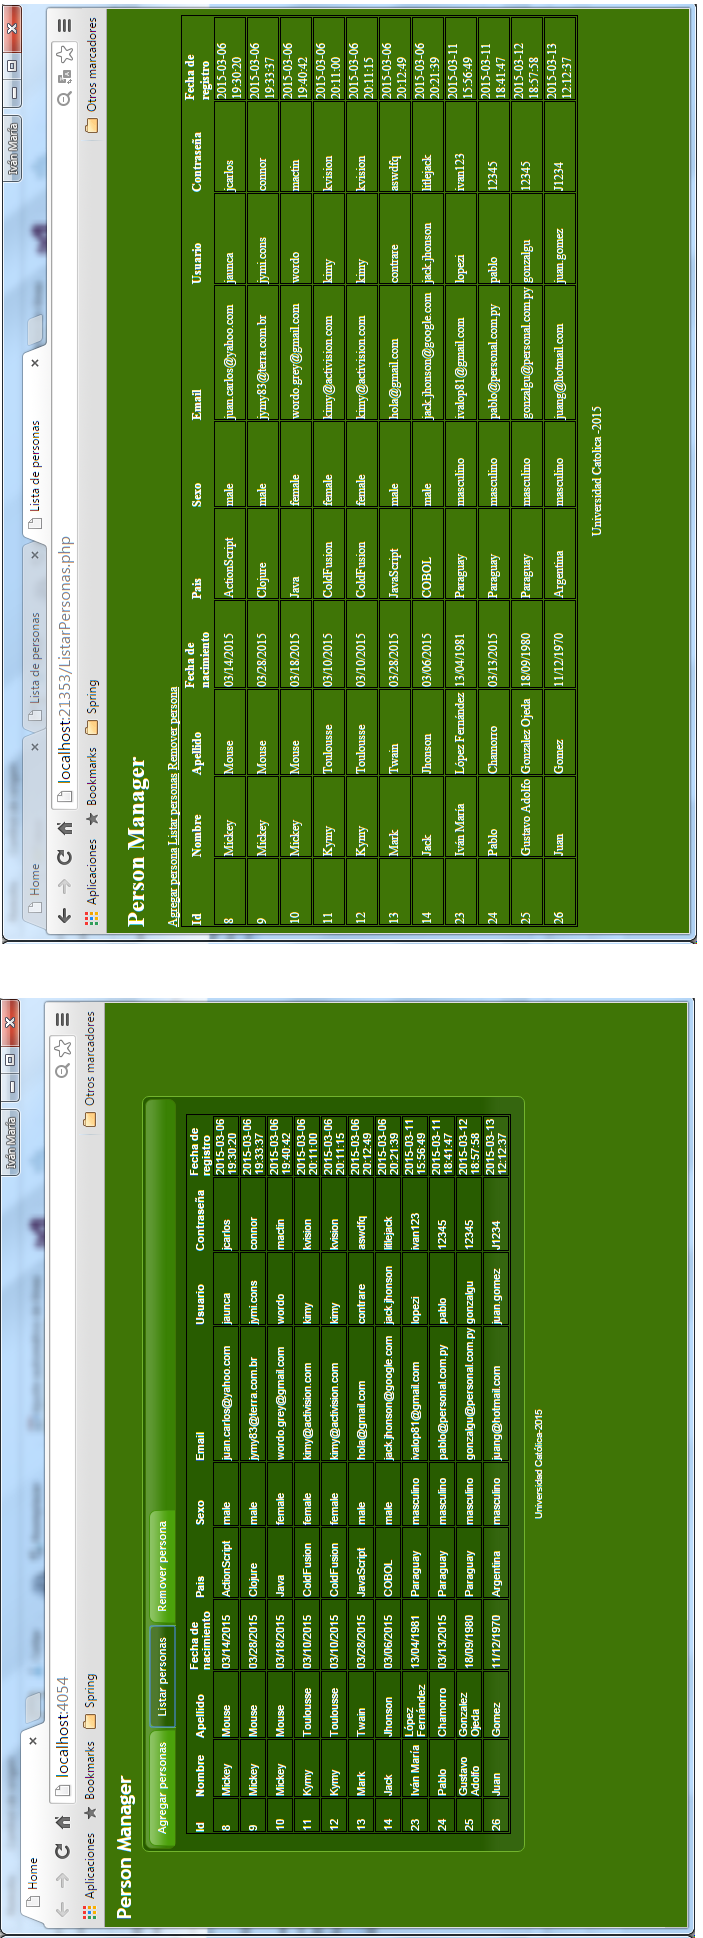 Iván María
Home
Lista de personas
Lista de personas
localhost:21353/ListarPersonas.php
Aplicaciones Bookmarks Spring Otros marcadores
Person Manager
Agregar persona Listar personas Remover persona
Id Nombre Apellido Fecha de nacimiento Pais Sexo Email Usuario Contraseña Fecha de registro
8 Mickey Mouse 03/14/2015 ActionScript male juan.carlos@yahoo.com jaunca jcarlos 2015-03-06 19:30:20
9 Mickey Mouse 03/28/2015 Clojure male jymy83@terra.com.br jymi.cons connor 2015-03-06 19:33:37
10 Mickey Mouse 03/18/2015 Java female wordo.grey@gmail.com wordo mactin 2015-03-06 19:40:42
11 Kymy Toulousse 03/10/2015 ColdFusion female kimy@activision.com kimy kvision 2015-03-06 20:11:00
12 Kymy Toulousse 03/10/2015 ColdFusion female kimy@activision.com kimy kvision 2015-03-06 20:11:15
13 Mark Twain 03/28/2015 JavaScript male hola@gmail.com contrare aswdfq 2015-03-06 20:12:49
14 Jack Jhonson 03/06/2015 COBOL male jack.jhonson@google.com jack.jhonson litlejack 2015-03-06 20:21:39
23 Iván María López Fernández 13/04/1981 Paraguay masculino ivalop81@gmail.com lopezi ivan123 2015-03-11 15:56:49
24 Pablo Chamorro 03/13/2015 Paraguay masculino pablo@personal.com.py pablo 12345 2015-03-11 18:41:47
25 Gustavo Adolfo Gonzalez Ojeda 18/09/1980 Paraguay masculino gonzalgu@personal.com.py gonzalgu 12345 2015-03-12 18:57:58
26 Juan Gomez 11/12/1970 Argentina masculino juang@hotmail.com juan.gomez J1234 2015-03-13 12:12:37
Universidad Catolica -2015
Iván María
Home
localhost:4054
Aplicaciones Bookmarks Spring Otros marcadores
Person Manager
Agregar personas Listar personas Remover persona
Id Nombre Apellido Fecha de nacimiento Pais Sexo Email Usuario Contraseña Fecha de registro
8 Mickey Mouse 03/14/2015 ActionScript male juan.carlos@yahoo.com jaunca jcarlos 2015-03-06 19:30:20
9 Mickey Mouse 03/28/2015 Clojure male jymy83@terra.com.br jymi.cons connor 2015-03-06 19:33:37
10 Mickey Mouse 03/18/2015 Java female wordo.grey@gmail.com wordo mactin 2015-03-06 19:40:42
11 Kymy Toulousse 03/10/2015 ColdFusion female kimy@activision.com kimy kvision 2015-03-06 20:11:00
12 Kymy Toulousse 03/10/2015 ColdFusion female kimy@activision.com kimy kvision 2015-03-06 20:11:15
13 Mark Twain 03/28/2015 JavaScript male hola@gmail.com contrare aswdfq 2015-03-06 20:12:49
14 Jack Jhonson 03/06/2015 COBOL male jack.jhonson@google.com jack.jhonson litlejack 2015-03-06 20:21:39
23 Iván María López Fernández 13/04/1981 Paraguay masculino ivalop81@gmail.com lopezi ivan123 2015-03-11 15:56:49
24 Pablo Chamorro 03/13/2015 Paraguay masculino pablo@personal.com.py pablo 12345 2015-03-11 18:41:47
25 Gustavo Adolfo Gonzalez Ojeda 18/09/1980 Paraguay masculino gonzalgu@personal.com.py gonzalgu 12345 2015-03-12 18:57:58
26 Juan Gomez 11/12/1970 Argentina masculino juang@hotmail.com juan.gomez J1234 2015-03-13 12:12:37
Universidad Católica-2015